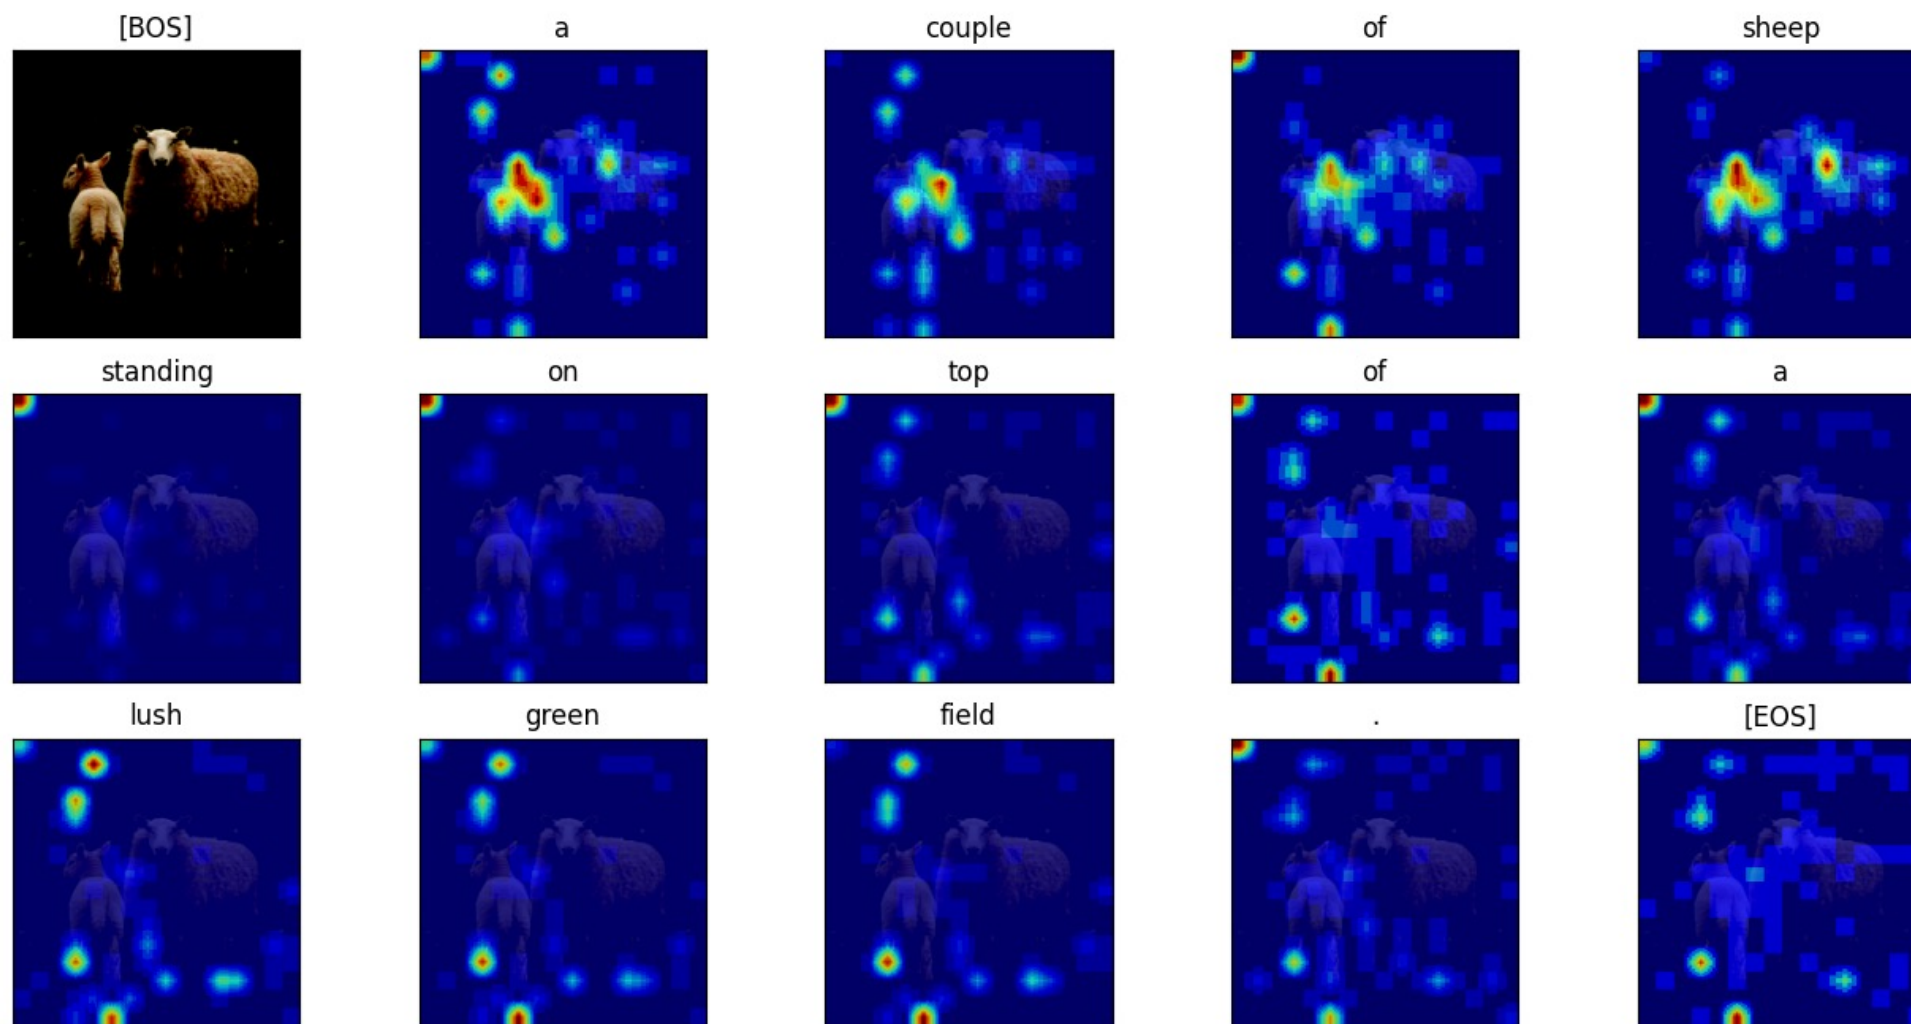 [BOS] a couple of sheep
standing on top of a
lush green field . [EOS]